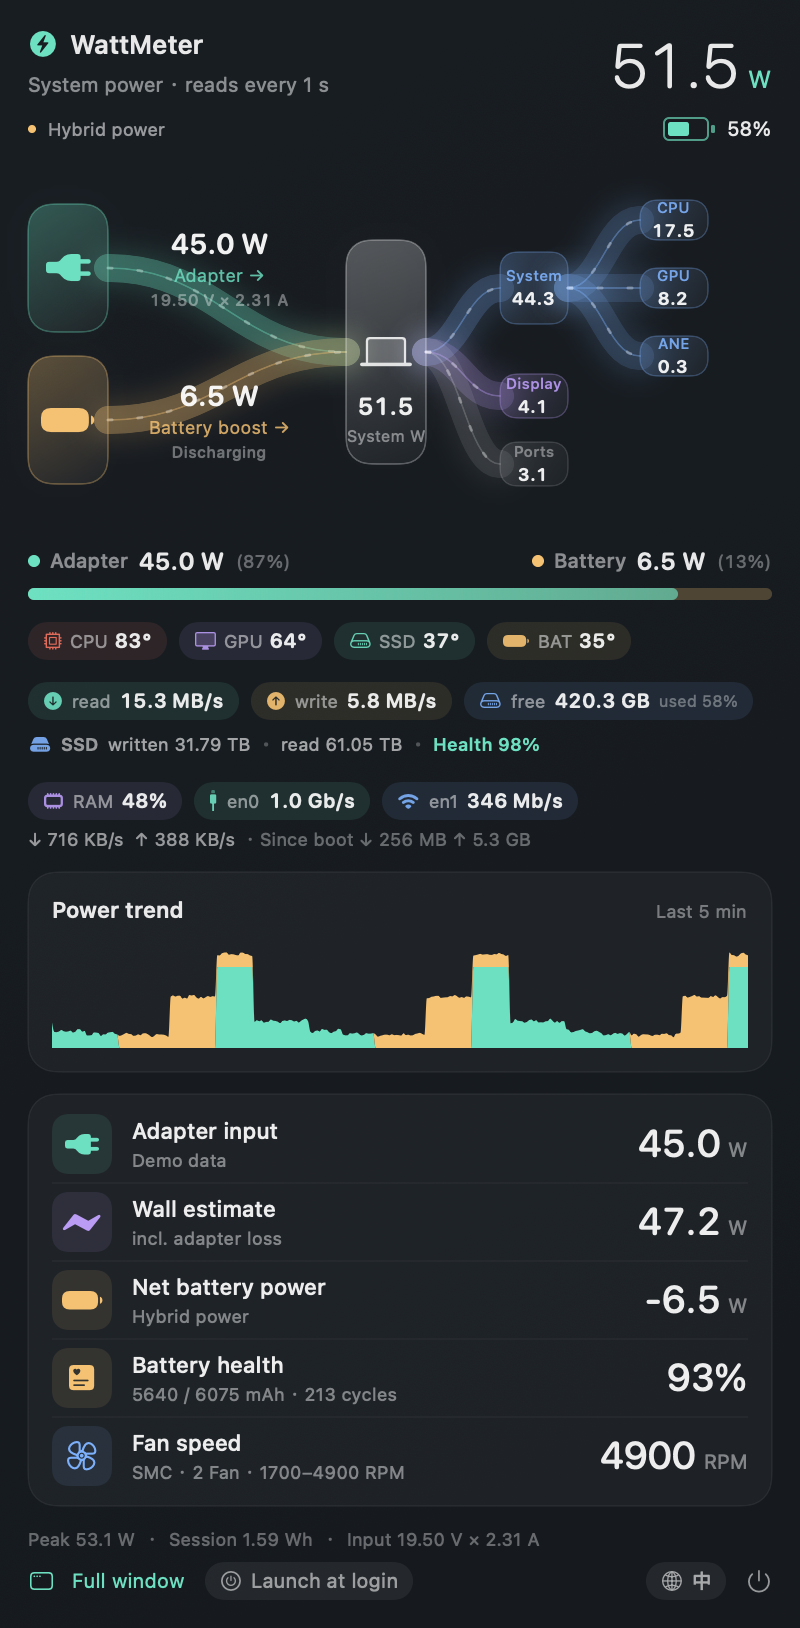 WattMeter
51.5 W
System power · reads every 1 s
Hybrid power
58%
45.0 W
Adapter →
19.50 V × 2.31 A
6.5 W
Battery boost →
Discharging
51.5
System W
System
44.3
Display
4.1
Ports
3.1
CPU
17.5
GPU
8.2
ANE
0.3
Adapter 45.0 W (87%)
Battery 6.5 W (13%)
CPU 83° GPU 64° SSD 37° BAT 35°
read 15.3 MB/s write 5.8 MB/s free 420.3 GB used 58%
SSD written 31.79 TB · read 61.05 TB · Health 98%
RAM 48% en0 1.0 Gb/s en1 346 Mb/s
↓ 716 KB/s ↑ 388 KB/s · Since boot ↓ 256 MB ↑ 5.3 GB
Power trend
Last 5 min
Adapter input
Demo data
45.0 W
Wall estimate
incl. adapter loss
47.2 W
Net battery power
Hybrid power
-6.5 W
Battery health
5640 / 6075 mAh · 213 cycles
93%
Fan speed
SMC · 2 Fan · 1700–4900 RPM
4900 RPM
Peak 53.1 W · Session 1.59 Wh · Input 19.50 V × 2.31 A
Full window
Launch at login
中